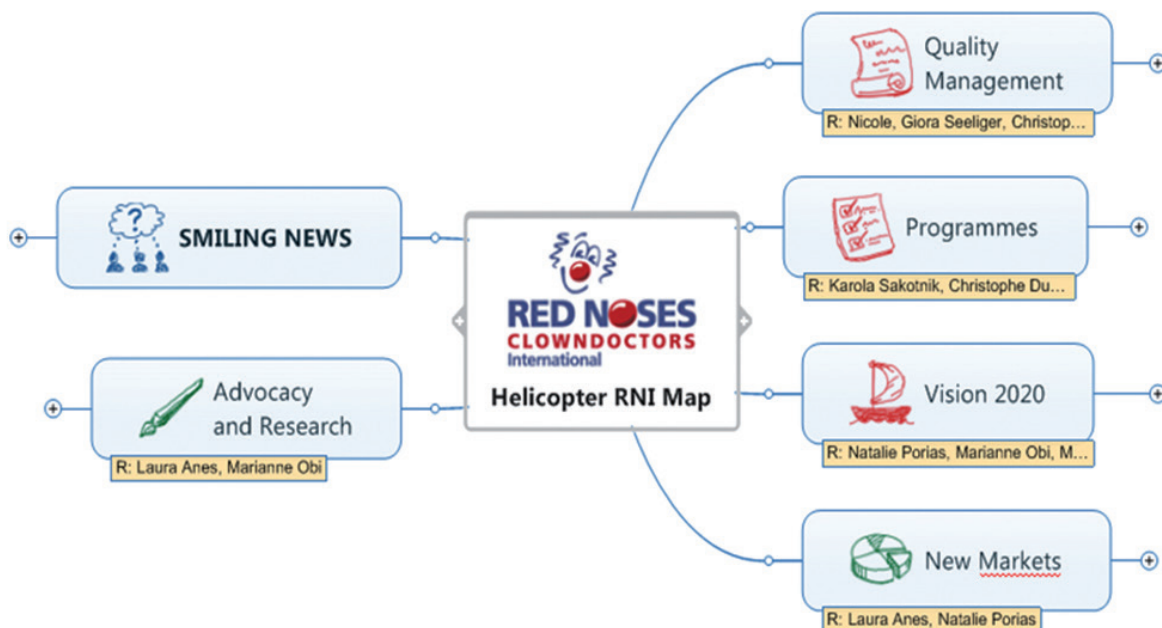 Quality
Management
R: Nicole, Giora Seeliger, Christop...
SMILING NEWS
?
Programmes
R: Karola Sakotnik, Christophe Du...
RED NOSES
CLOWNDOCTORS
International
Helicopter RNI Map
Advocacy
and Research
R: Laura Anes, Marianne Obi
Vision 2020
R: Natalie Porias, Marianne Obi, M...
New Markets
R: Laura Anes, Natalie Porias